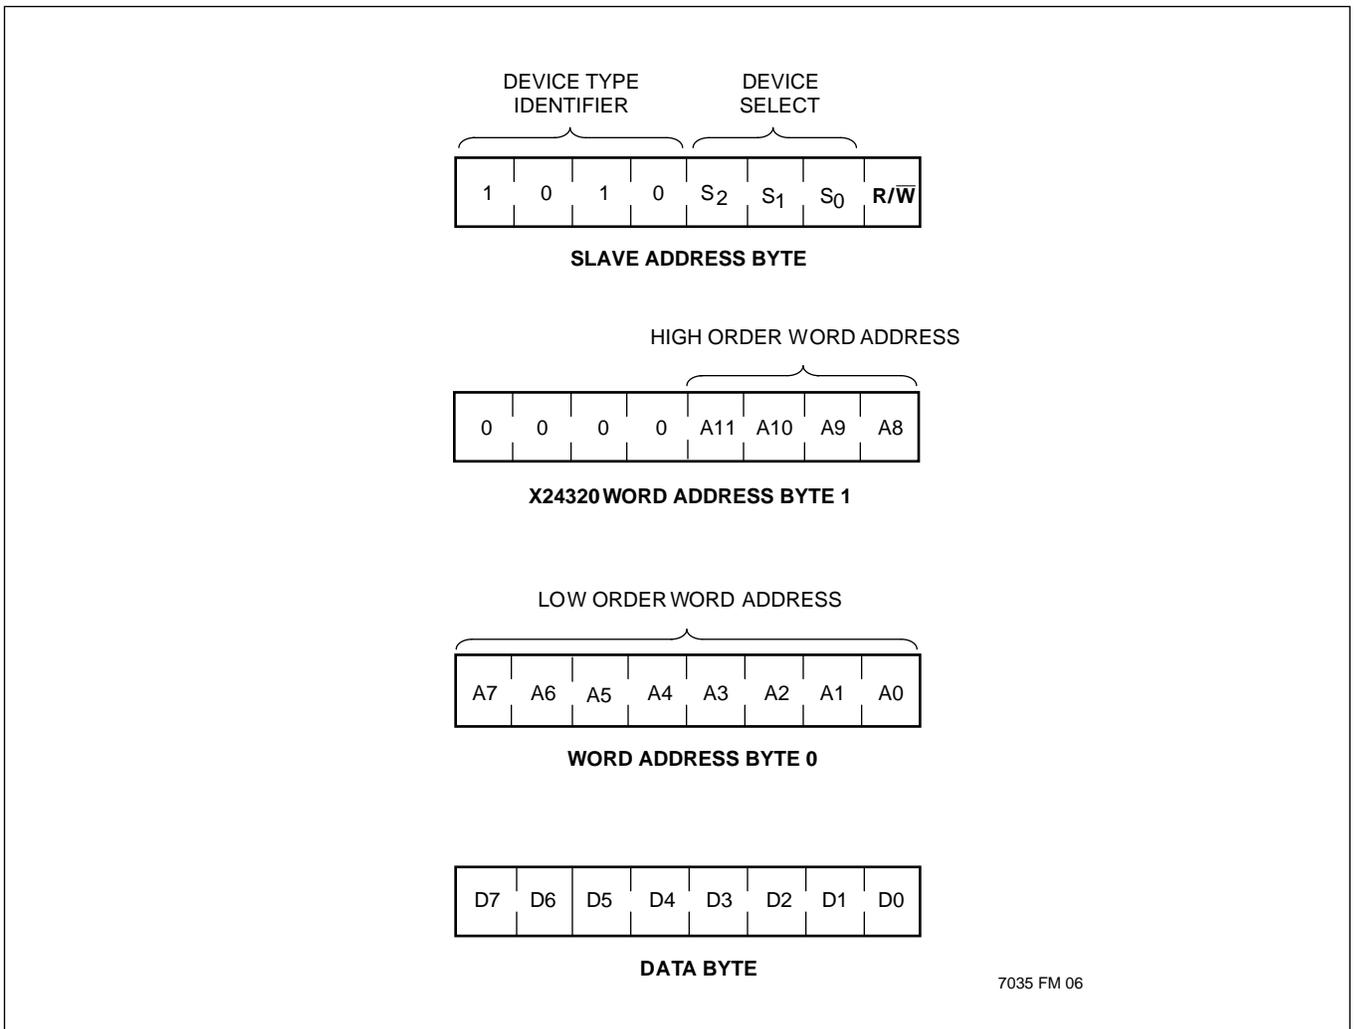 DEVICE TYPE IDENTIFIER
DEVICE SELECT
1 0 1 0 S2 S1 S0 R/W̅
SLAVE ADDRESS BYTE
HIGH ORDER WORD ADDRESS
0 0 0 0 A11 A10 A9 A8
X24320 WORD ADDRESS BYTE 1
LOW ORDER WORD ADDRESS
A7 A6 A5 A4 A3 A2 A1 A0
WORD ADDRESS BYTE 0
D7 D6 D5 D4 D3 D2 D1 D0
DATA BYTE
7035 FM 06